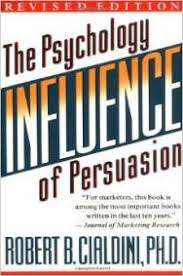 REVISED EDITION
The Psychology
INFLUENCE
of Persuasion
"For marketers, this book is
among the most important books
written in the last ten years."
— Journal of Marketing Research
ROBERT B. CIALDINI, PH.D.